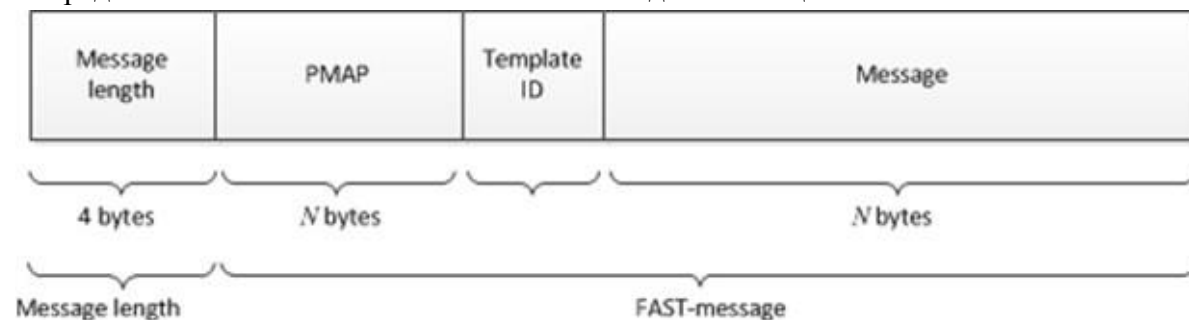 Message
length
PMAP
Template
ID
Message
4 bytes
N bytes
N bytes
Message length
FAST-message